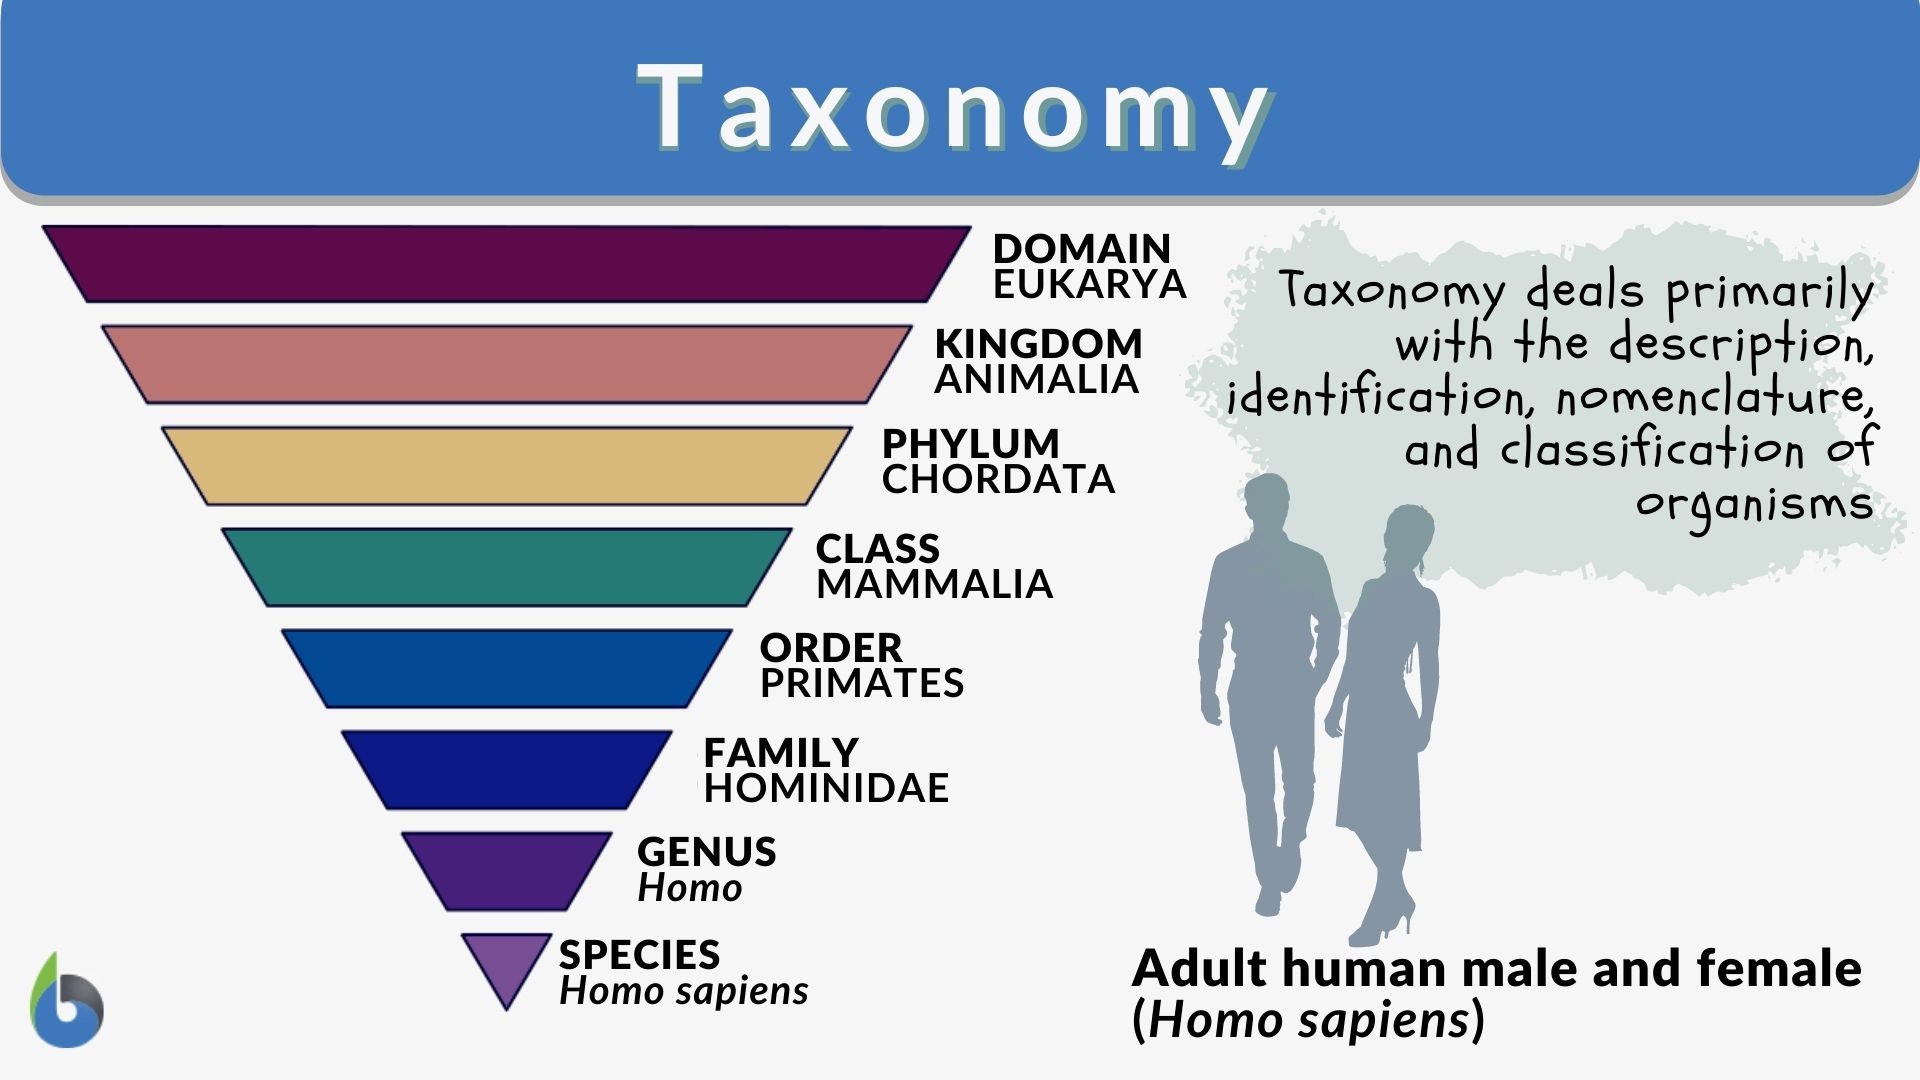 Taxonomy
DOMAIN
EUKARYA
KINGDOM
ANIMALIA
PHYLUM
CHORDATA
CLASS
MAMMALIA
ORDER
PRIMATES
FAMILY
HOMINIDAE
GENUS
Homo
SPECIES
Homo sapiens
Taxonomy deals primarily
with the description,
identification, nomenclature,
and classification of
organisms
Adult human male and female
(Homo sapiens)